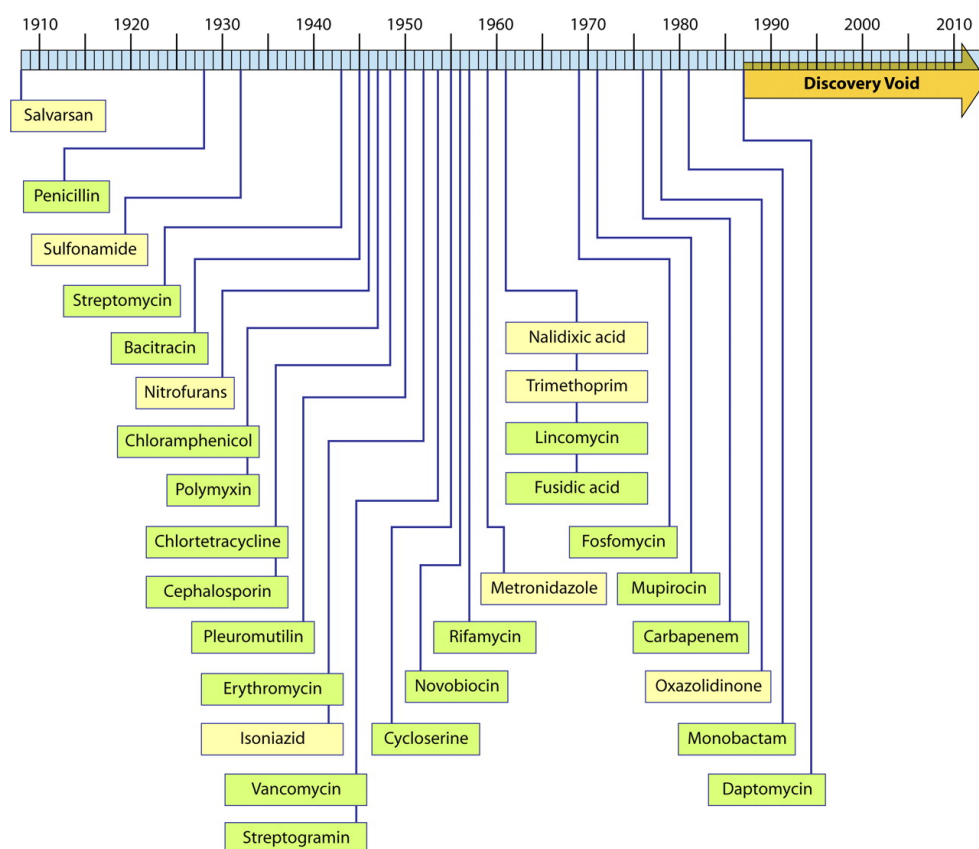 1910 1920 1930 1940 1950 1960 1970 1980 1990 2000 2010
Discovery Void
Salvarsan
Penicillin
Sulfonamide
Streptomycin
Bacitracin
Nitrofurans
Chloramphenicol
Polymyxin
Chlortetracycline
Cephalosporin
Pleuromutilin
Erythromycin
Isoniazid
Vancomycin
Streptogramin
Cycloserine
Novobiocin
Rifamycin
Metronidazole
Nalidixic acid
Trimethoprim
Lincomycin
Fusidic acid
Fosfomycin
Mupirocin
Carbapenem
Oxazolidinone
Monobactam
Daptomycin